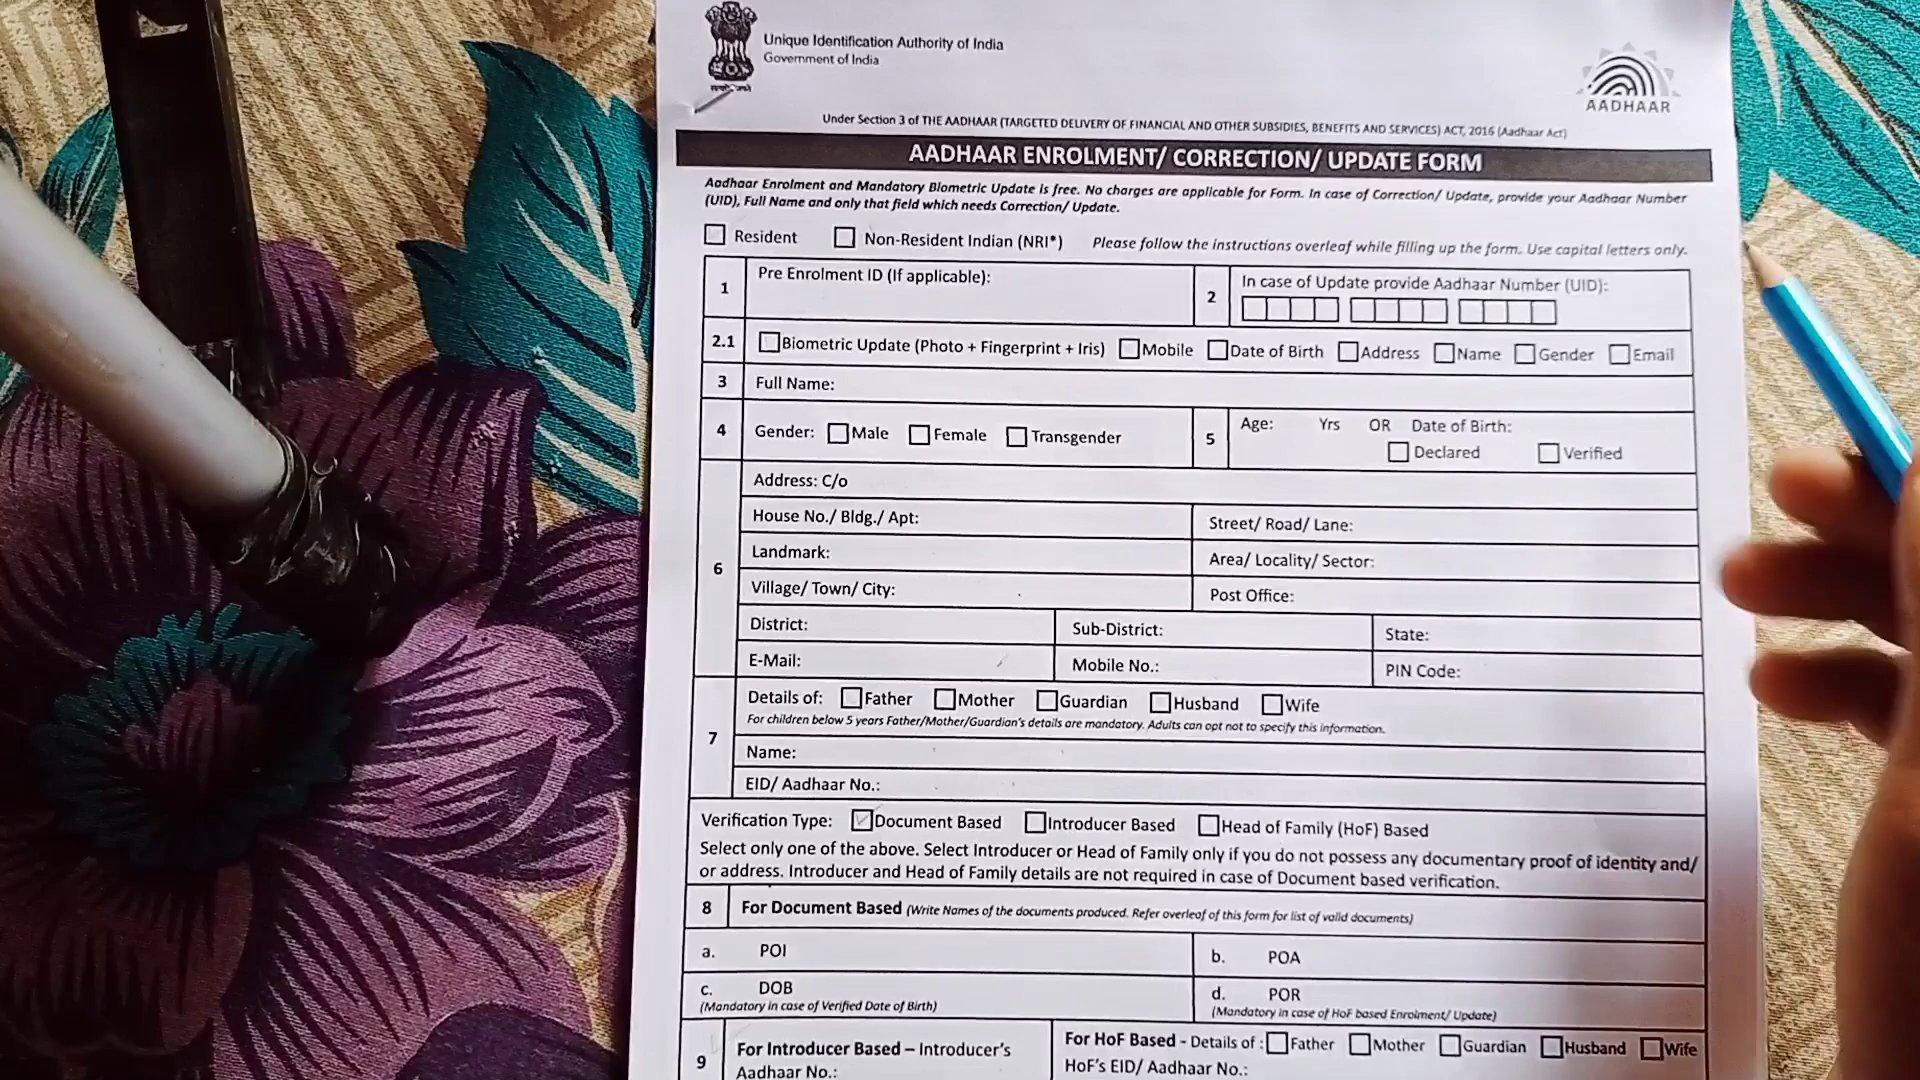 Unique Identification Authority of India
Government of India
AADHAAR
Under Section 3 of THE AADHAAR (TARGETED DELIVERY OF FINANCIAL AND OTHER SUBSIDIES, BENEFITS AND SERVICES) ACT, 2016 (Aadhaar Act)
AADHAAR ENROLMENT/ CORRECTION/ UPDATE FORM
Aadhaar Enrolment and Mandatory Biometric Update is free. No charges are applicable for Form. In case of Correction/ Update, provide your Aadhaar Number
(UID), Full Name and only that field which needs Correction/ Update.
Resident Non-Resident Indian (NRI*) Please follow the instructions overleaf while filling up the form. Use capital letters only.
1 Pre Enrolment ID (If applicable): 2 In case of Update provide Aadhaar Number (UID):
2.1 Biometric Update (Photo + Fingerprint + Iris) Mobile Date of Birth Address Name Gender Email
3 Full Name:
4 Gender: Male Female Transgender 5 Age: Yrs OR Date of Birth:
Declared Verified
6 Address: C/o
House No./ Bldg./ Apt: Street/ Road/ Lane:
Landmark: Area/ Locality/ Sector:
Village/ Town/ City: Post Office:
District: Sub-District: State:
E-Mail: Mobile No.: PIN Code:
7 Details of: Father Mother Guardian Husband Wife
For children below 5 years Father/Mother/Guardian's details are mandatory. Adults can opt not to specify this information.
Name:
EID/ Aadhaar No.:
Verification Type: Document Based Introducer Based Head of Family (HoF) Based
Select only one of the above. Select Introducer or Head of Family only if you do not possess any documentary proof of identity and/
or address. Introducer and Head of Family details are not required in case of Document based verification.
8 For Document Based (Write Names of the documents produced. Refer overleaf of this form for list of valid documents)
a. POI b. POA
c. DOB d. POR
(Mandatory in case of Verified Date of Birth) (Mandatory in case of HoF based Enrolment/ Update)
9 For Introducer Based – Introducer's For HoF Based - Details of : Father Mother Guardian Husband Wife
Aadhaar No.: HoF's EID/ Aadhaar No.: